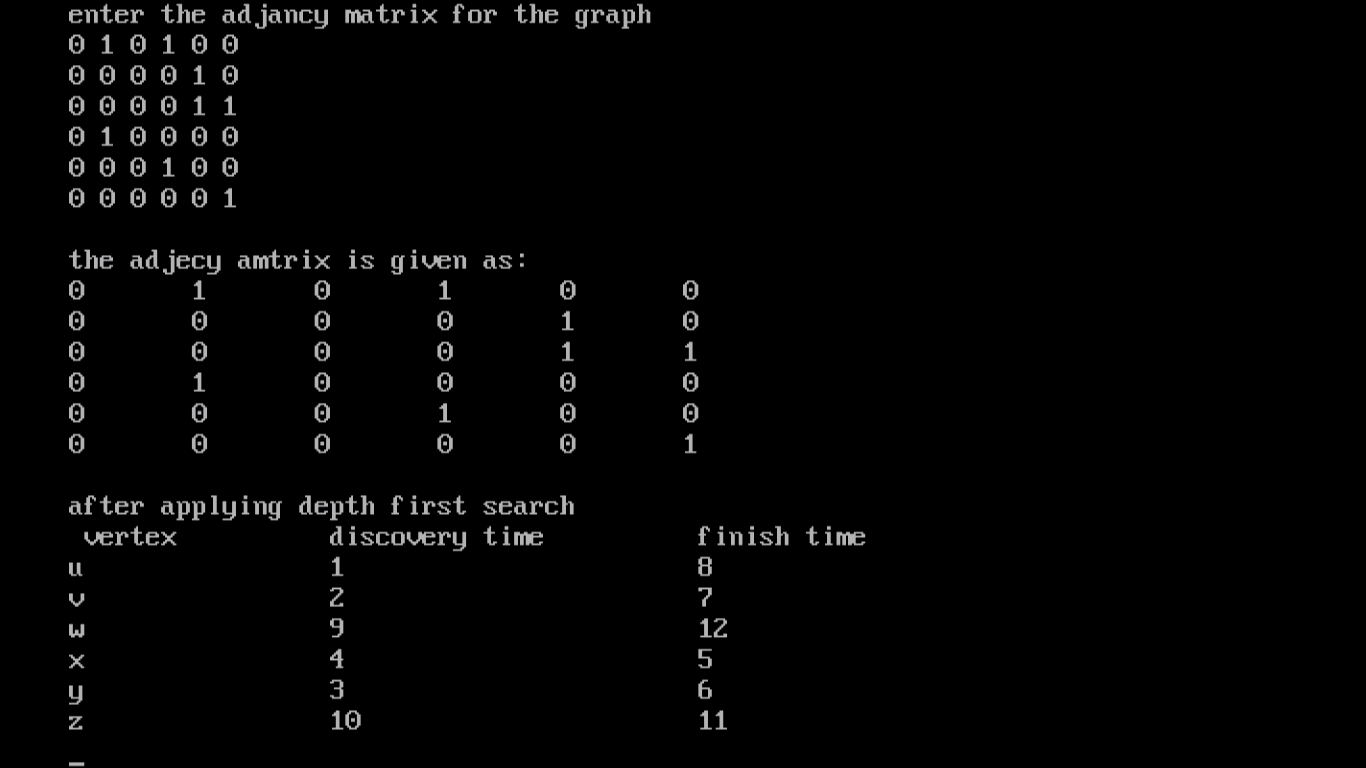 enter the adjancy matrix for the graph
0 1 0 1 0 0
0 0 0 0 1 0
0 0 0 0 1 1
0 1 0 0 0 0
0 0 0 1 0 0
0 0 0 0 0 1
the adjecy amtrix is given as:
0 1 0 1 0 0
0 0 0 0 1 0
0 0 0 0 1 1
0 1 0 0 0 0
0 0 0 1 0 0
0 0 0 0 0 1
after applying depth first search
vertex discovery time finish time
u 1 8
v 2 7
w 9 12
x 4 5
y 3 6
z 10 11
_